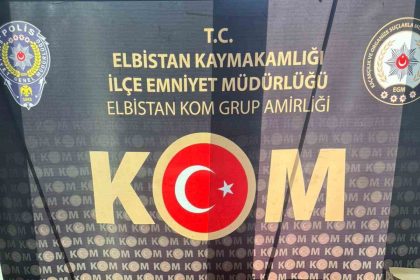 T.C.
ELBİSTAN KAYMAKAMLIĞI
İLÇE EMNİYET MÜDÜRLÜĞÜ
ELBİSTAN KOM GRUP AMİRLİĞİ
POLİS
EGM
KOM